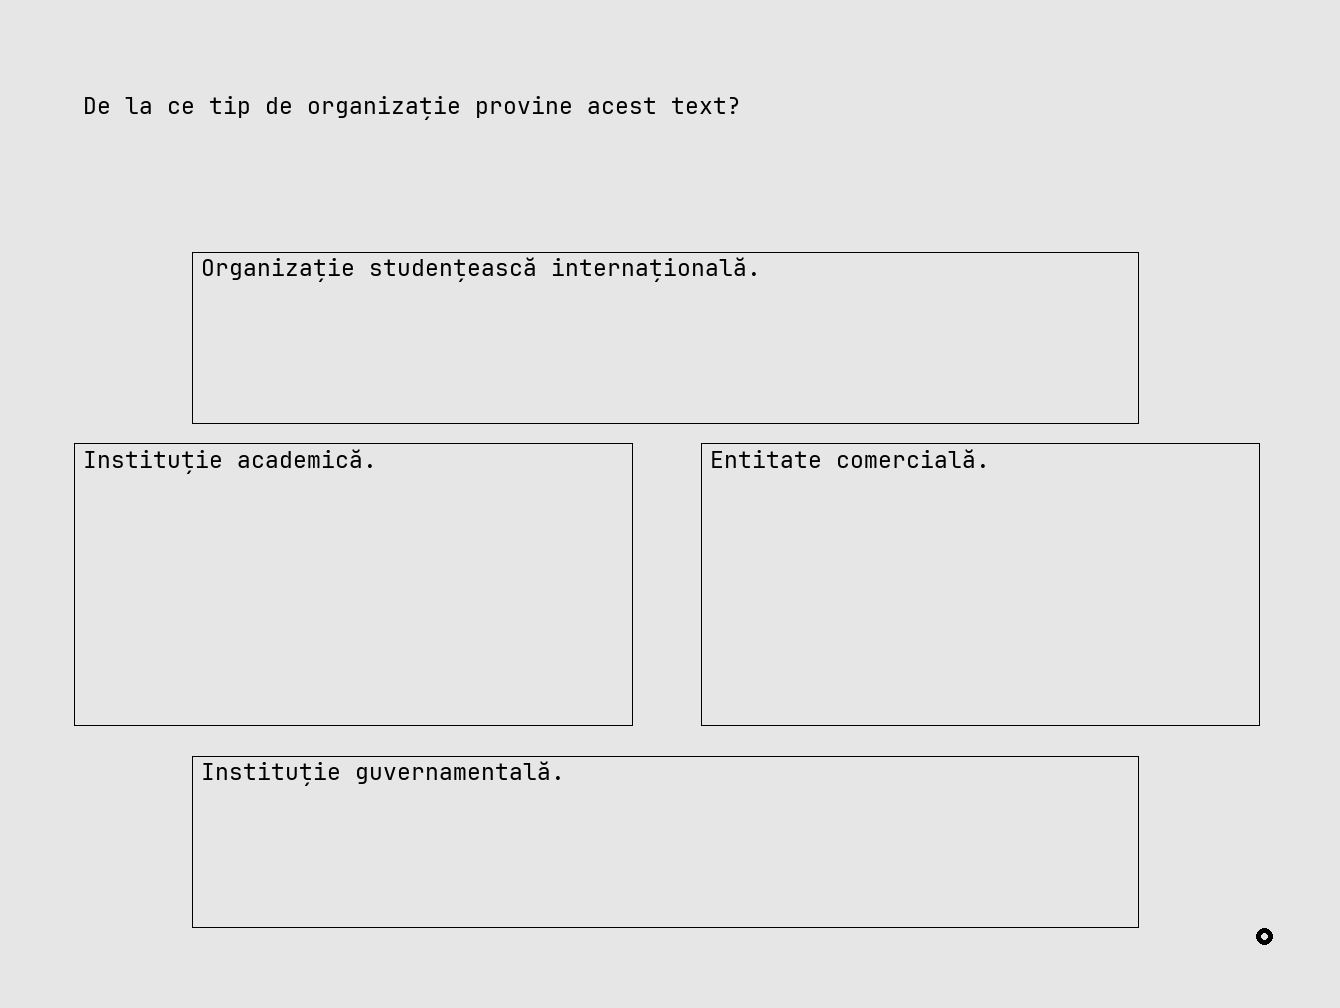 De la ce tip de organizație provine acest text?
Organizație studențească internațională.
Instituție academică.
Entitate comercială.
Instituție guvernamentală.